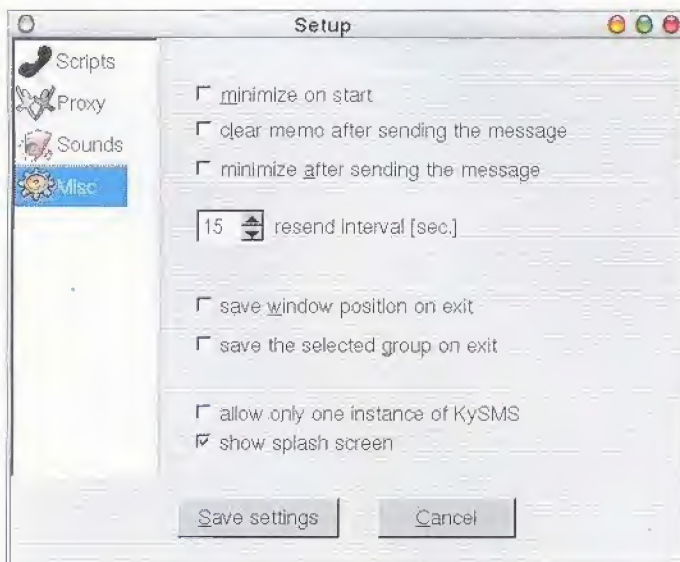 Setup
Scripts
Proxy
Sounds
Misc
minimize on start
clear memo after sending the message
minimize after sending the message
15 resend interval [sec.]
save window position on exit
save the selected group on exit
allow only one instance of KySMS
show splash screen
Save settings
Cancel